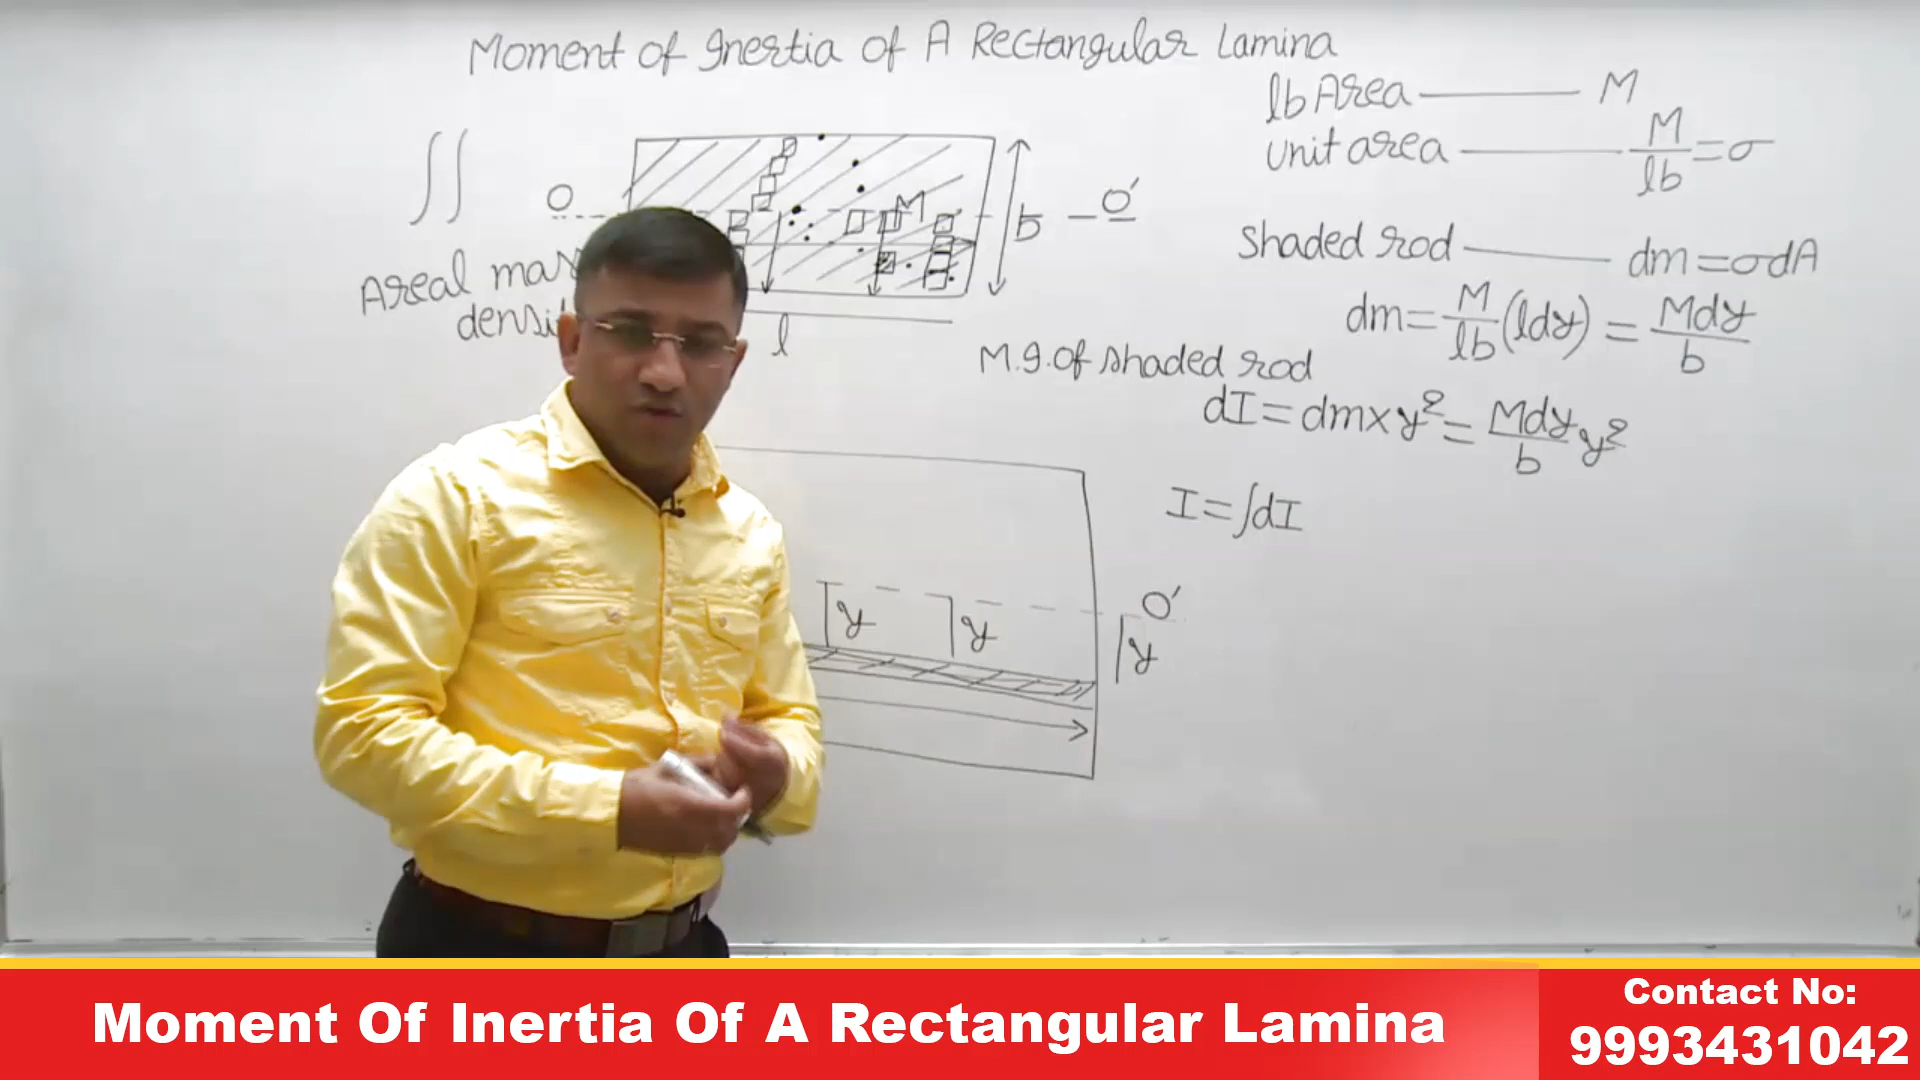 Moment of Inertia of A Rectangular Lamina
lb Area — M
unit area — M/lb = σ
∬
O
M
b
O′
Areal
l
shaded rod — dm = σdA
dm = M/lb (ldy) = Mdy/b
M.I. of shaded rod
dI = dm × y² = Mdy/b y²
I = ∫dI
O′
y
y
y
Moment Of Inertia Of A Rectangular Lamina
Contact No:
9993431042